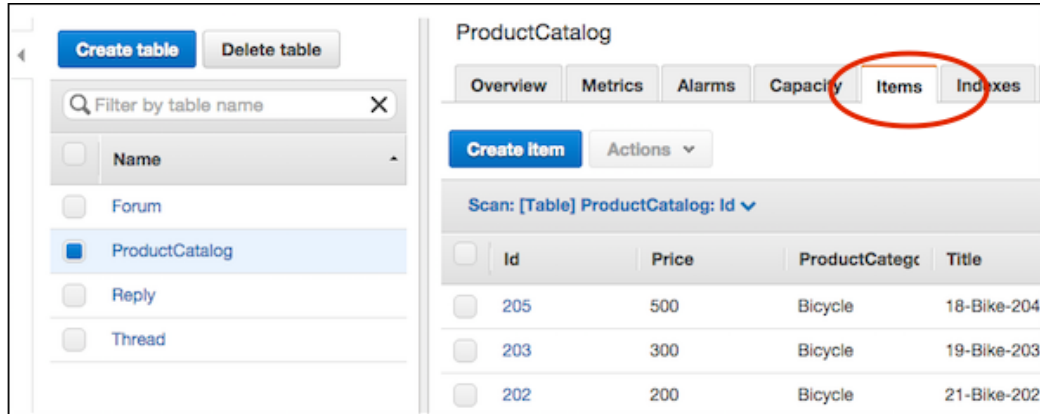 Create table Delete table
Filter by table name
Name
Forum
ProductCatalog
Reply
Thread
ProductCatalog
Overview Metrics Alarms Capacity Items Indexes
Create item Actions
Scan: [Table] ProductCatalog: Id
Id Price ProductCatego Title
205 500 Bicycle 18-Bike-204
203 300 Bicycle 19-Bike-203
202 200 Bicycle 21-Bike-202